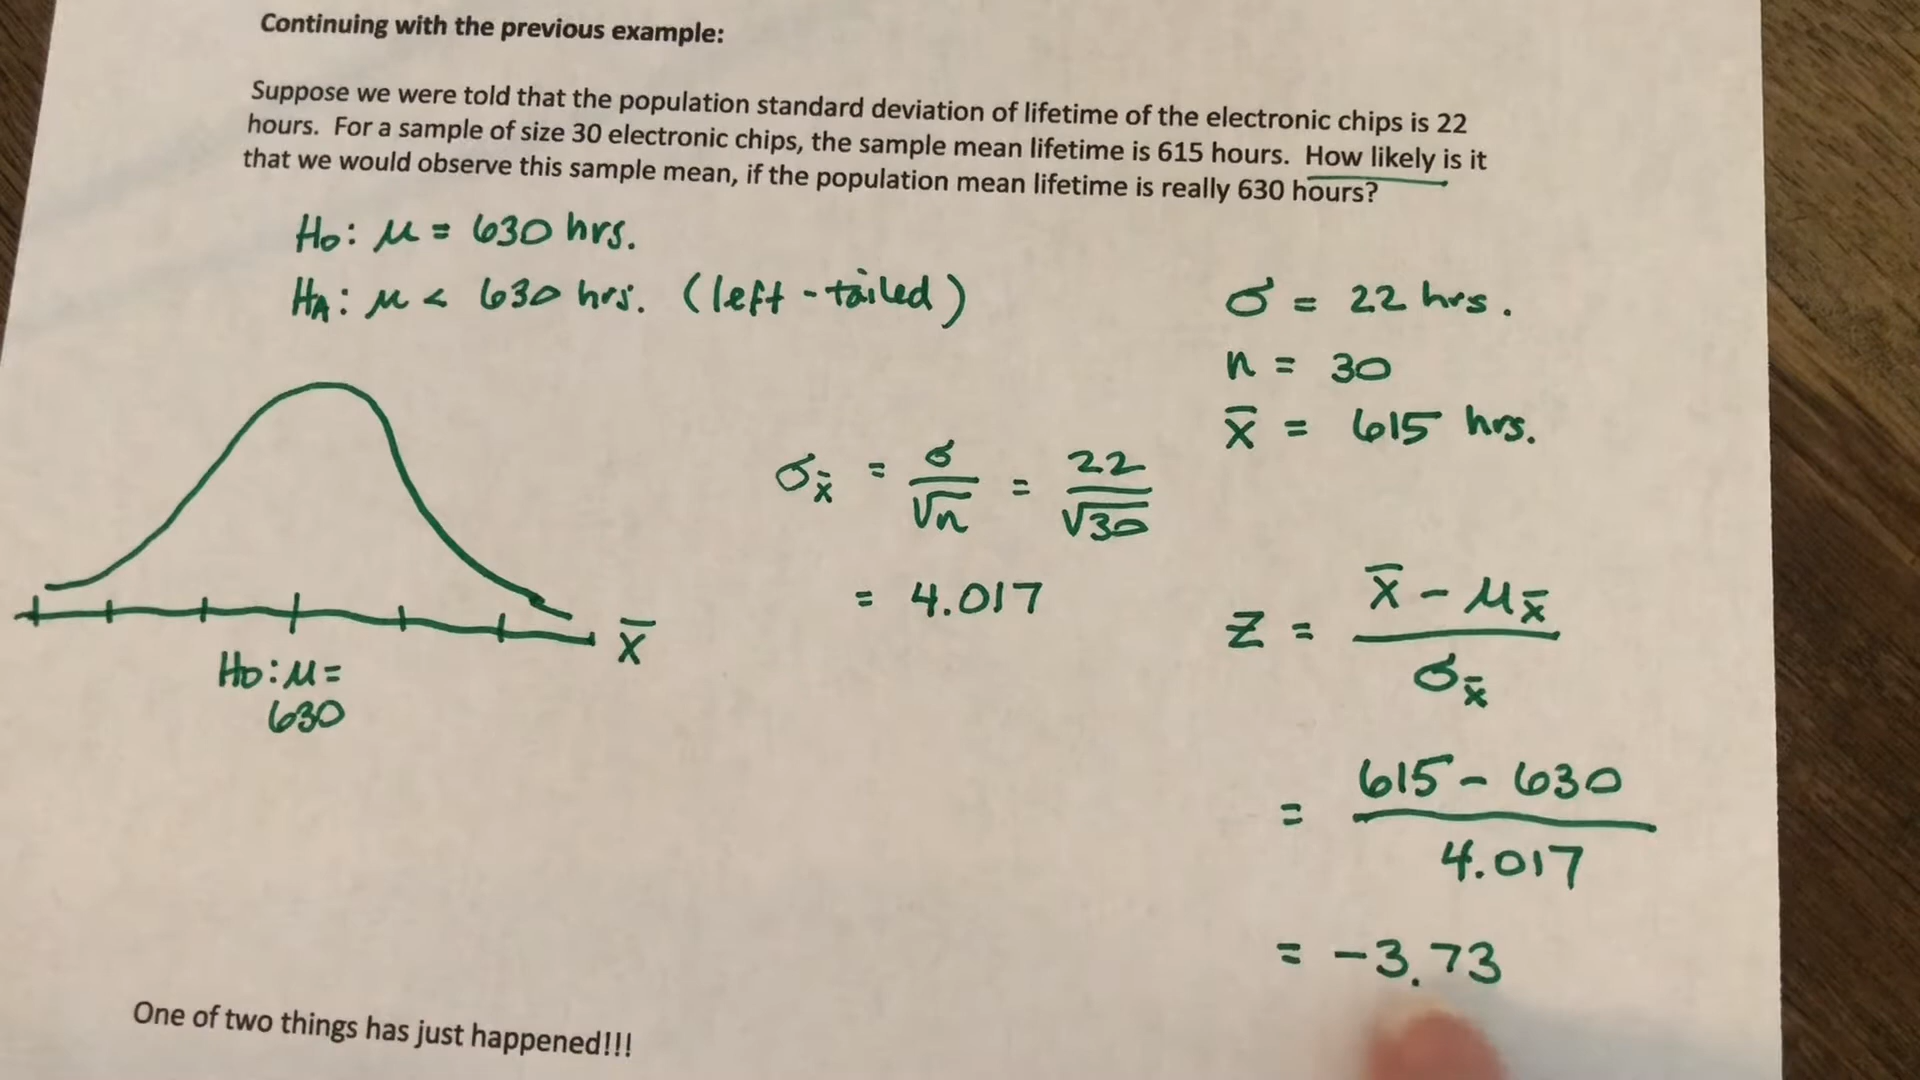 Continuing with the previous example:
Suppose we were told that the population standard deviation of lifetime of the electronic chips is 22
hours. For a sample of size 30 electronic chips, the sample mean lifetime is 615 hours. How likely is it
that we would observe this sample mean, if the population mean lifetime is really 630 hours?
H₀: μ = 630 hrs.
Hₐ: μ < 630 hrs. (left-tailed)
σ = 22 hrs.
n = 30
x̄ = 615 hrs.
σx̄ = σ/√n = 22/√30
= 4.017
x̄
H₀: μ =
630
Z = (x̄ - μx̄)/σx̄
= (615 - 630)/4.017
= -3.73
One of two things has just happened!!!